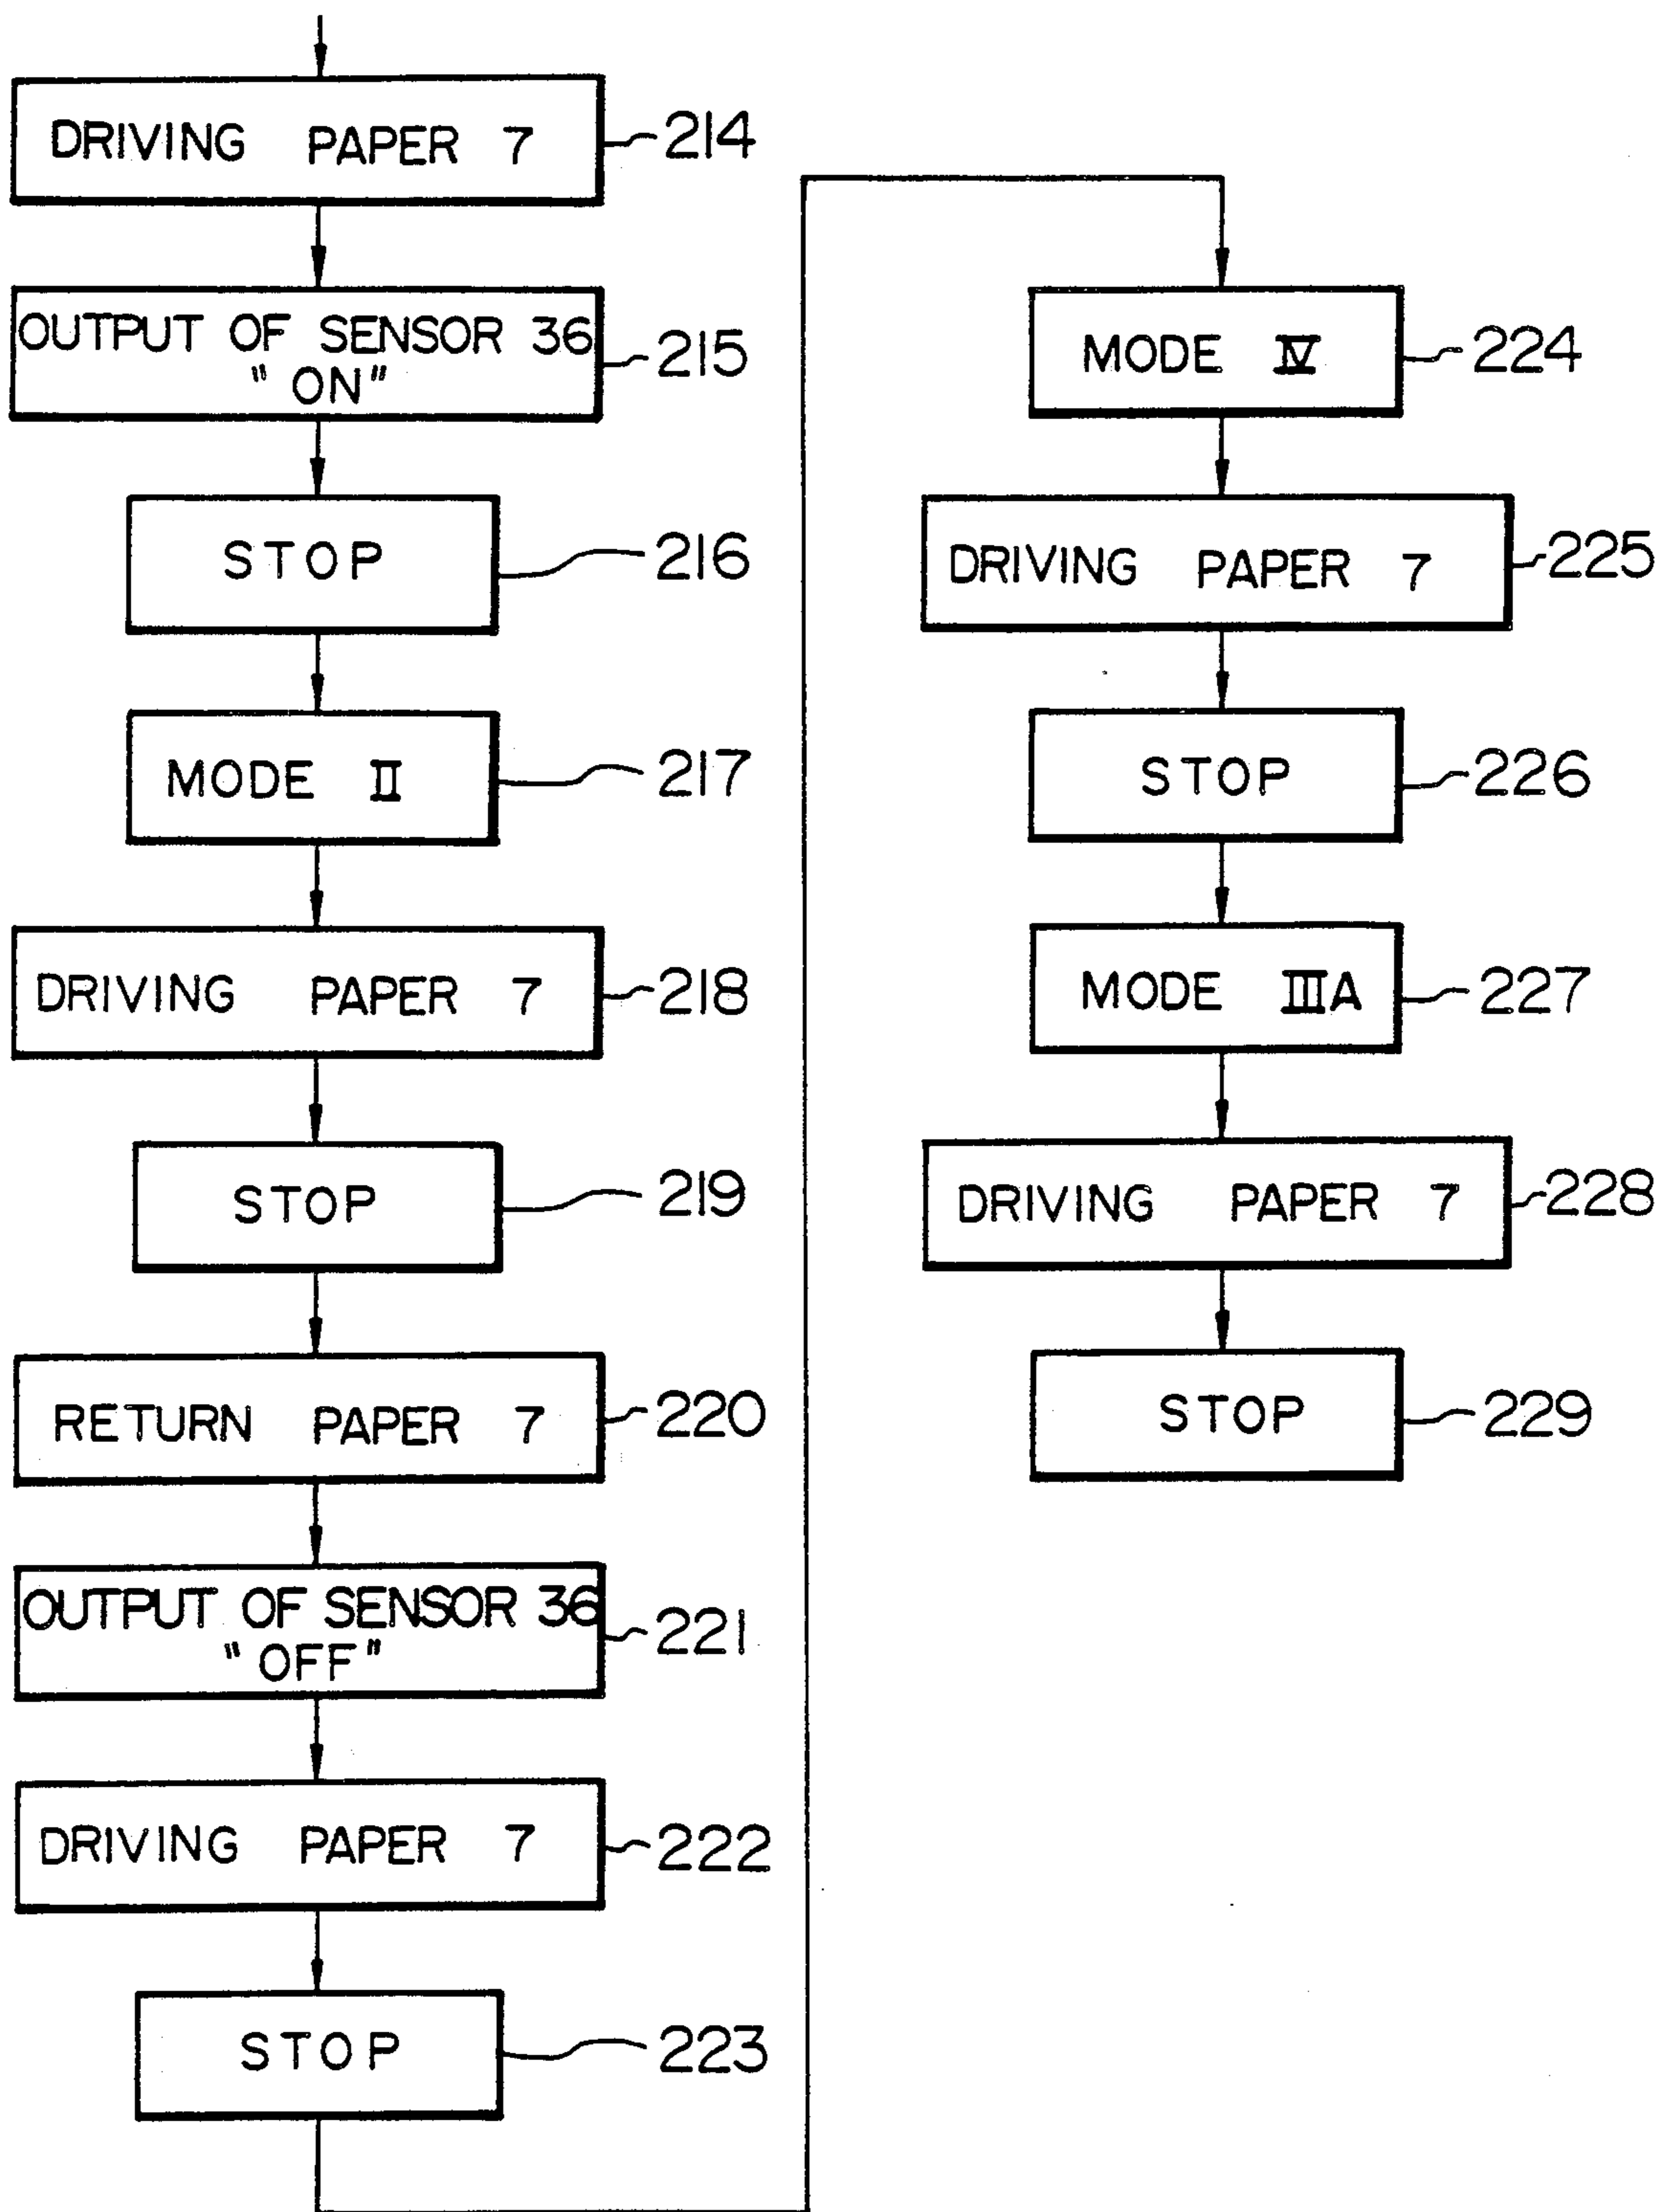 DRIVING PAPER 7
214
OUTPUT OF SENSOR 36
"ON"
215
STOP
216
MODE II
217
DRIVING PAPER 7
218
STOP
219
RETURN PAPER 7
220
OUTPUT OF SENSOR 36
"OFF"
221
DRIVING PAPER 7
222
STOP
223
MODE IV
224
DRIVING PAPER 7
225
STOP
226
MODE IIIA
227
DRIVING PAPER 7
228
STOP
229